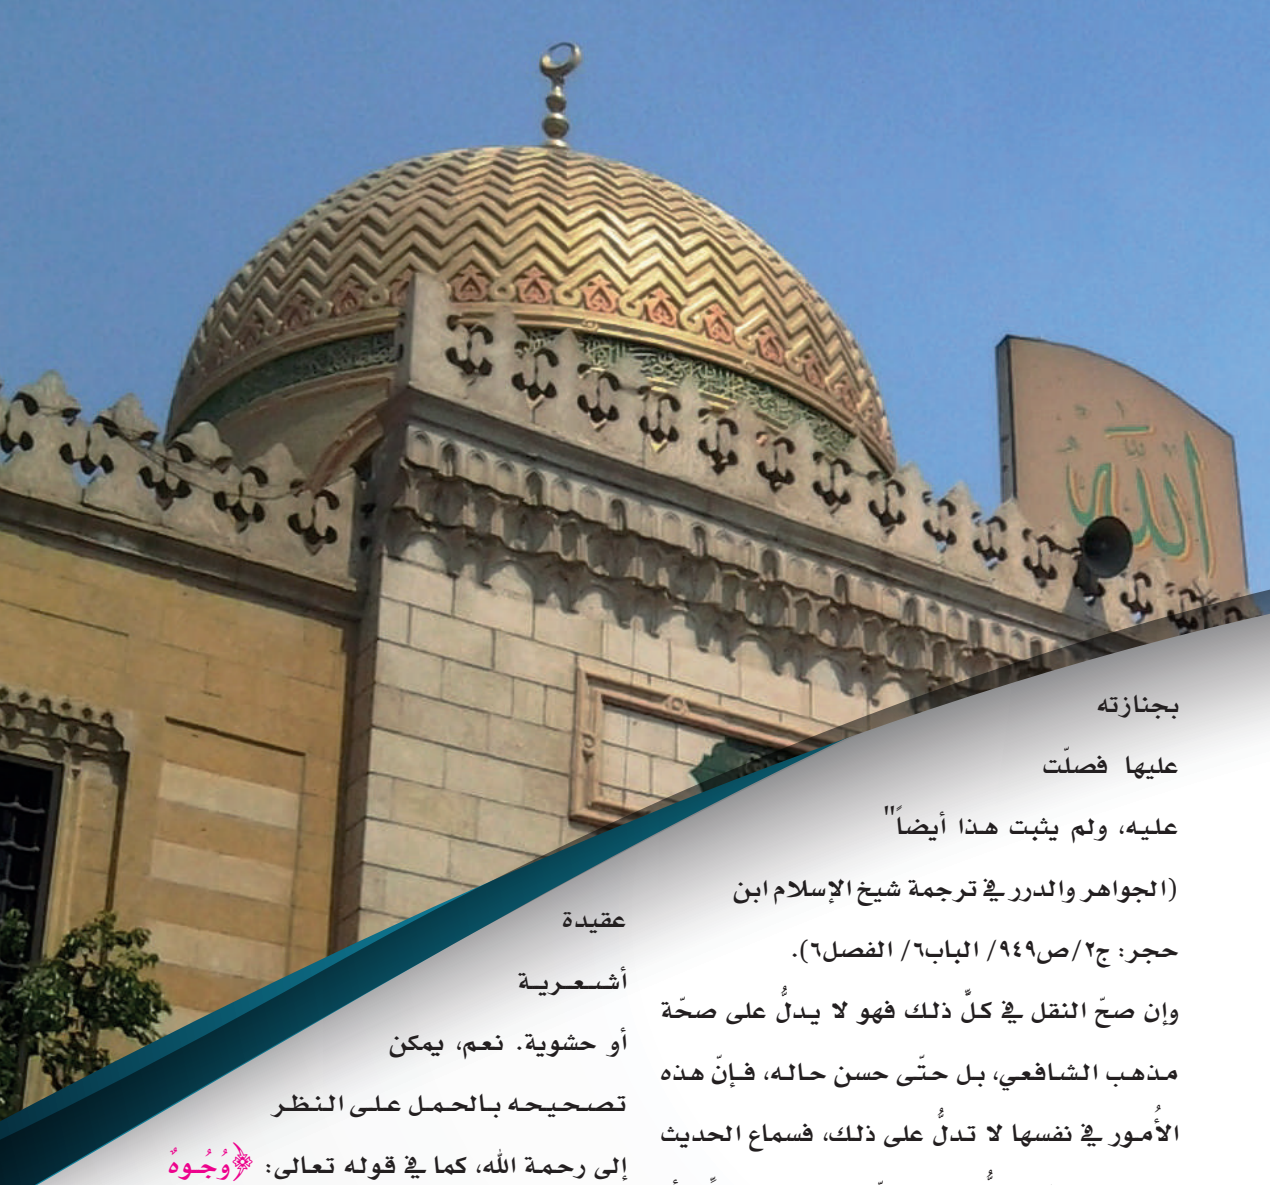 اللّٰه
بجنازته
عليها فصلّت
عليه، ولم يثبت هذا أيضاً"
(الجواهر والدرر في ترجمة شيخ الإسلام ابن
حجر: ج٢/ص٩٤٩/ الباب٦/ الفصل٦).
وإن صحّ النقل في كلَّ ذلك فهو لا يدلُّ على صحّة
مذهب الشافعي، بل حتّى حسن حاله، فإنّ هذه
الأُمور في نفسها لا تدلُّ على ذلك، فسماع الحديث
عقيدة
أشعرية
أو حشوية. نعم، يمكن
تصحيحه بالحمل على النظر
إلى رحمة الله، كما في قوله تعالى: ﴿وُجُوهٌ